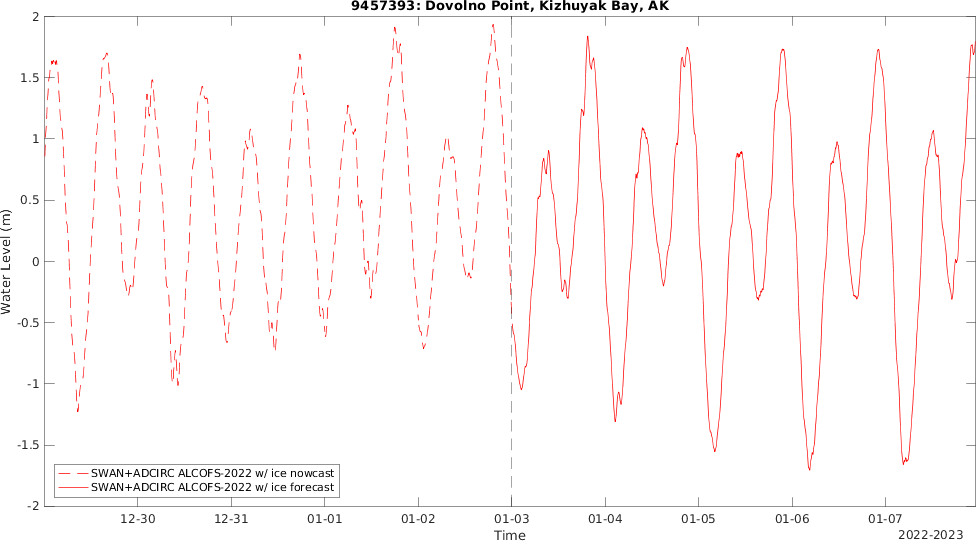 9457393: Dovolno Point, Kizhuyak Bay, AK
2
1.5
1
0.5
0
-0.5
-1
-1.5
-2
Water Level (m)
SWAN+ADCIRC ALCOFS-2022 w/ ice nowcast
SWAN+ADCIRC ALCOFS-2022 w/ ice forecast
12-30 12-31 01-01 01-02 01-03 01-04 01-05 01-06 01-07
Time
2022-2023